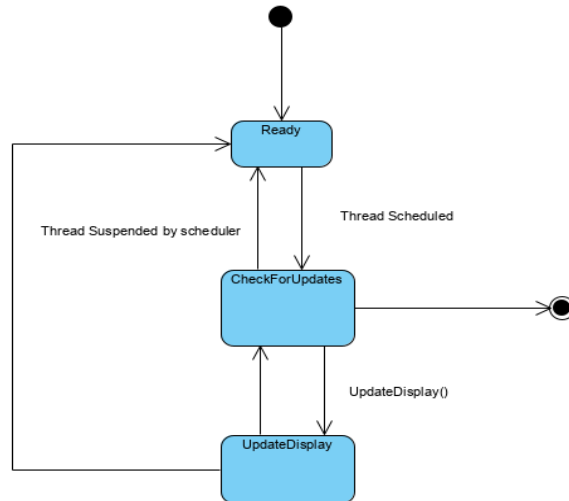 Ready
Thread Scheduled
Thread Suspended by scheduler
CheckForUpdates
UpdateDisplay()
UpdateDisplay